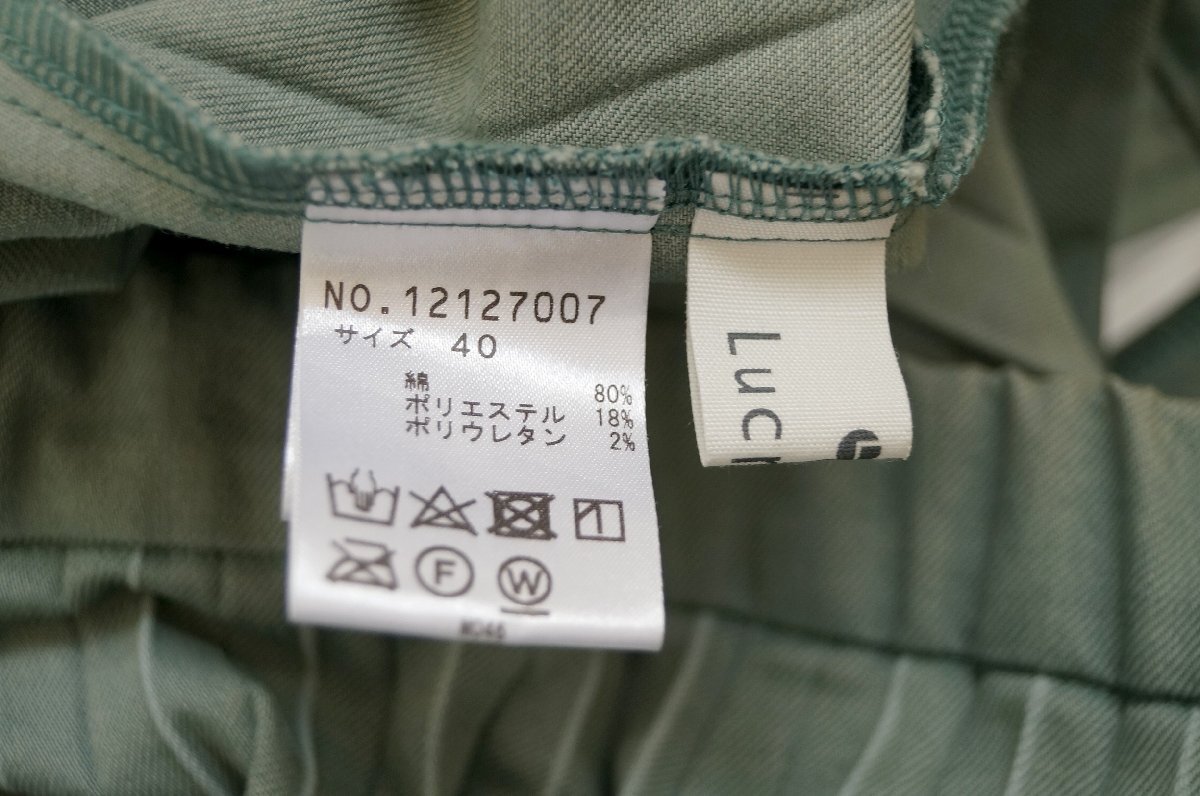 NO.12127007
サイズ 40
綿 80%
ポリエステル 18%
ポリウレタン 2%
F
W
Luc